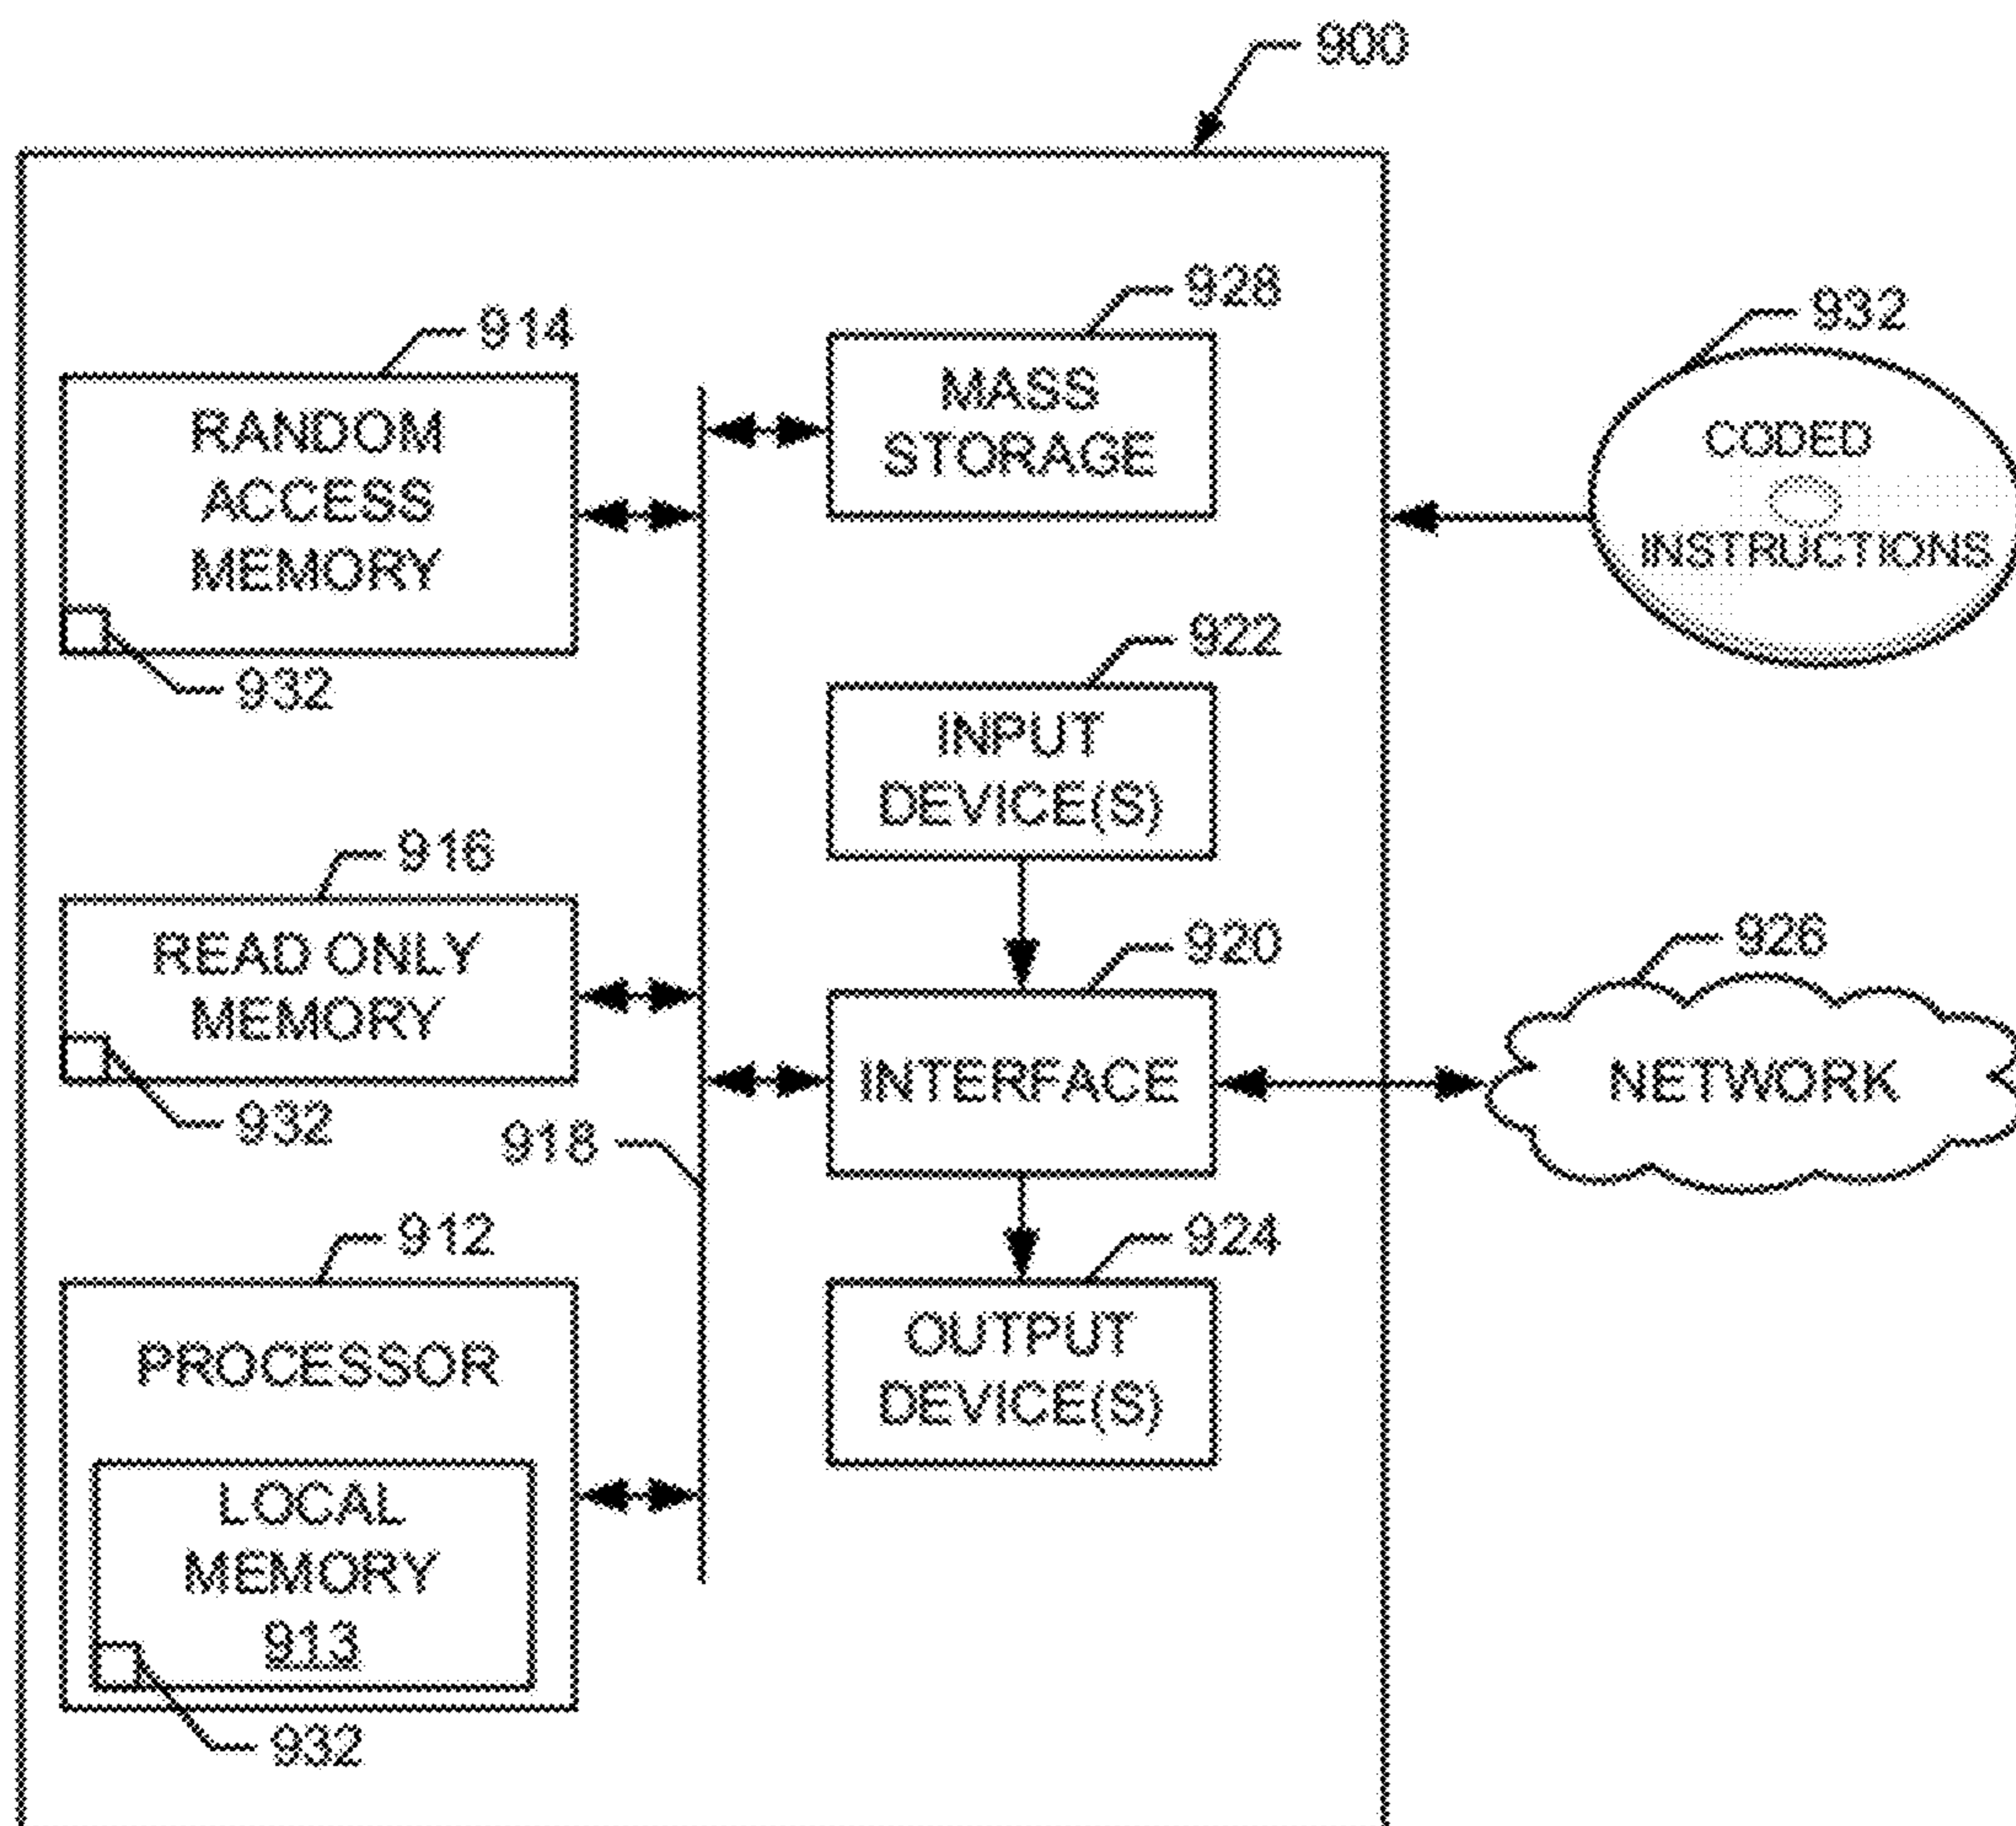 900
914
RANDOM
ACCESS
MEMORY
932
928
MASS
STORAGE
932
CODED
INSTRUCTIONS
922
INPUT
DEVICE(S)
916
READ ONLY
MEMORY
932
918
920
INTERFACE
926
NETWORK
912
PROCESSOR
LOCAL
MEMORY
913
932
924
OUTPUT
DEVICE(S)